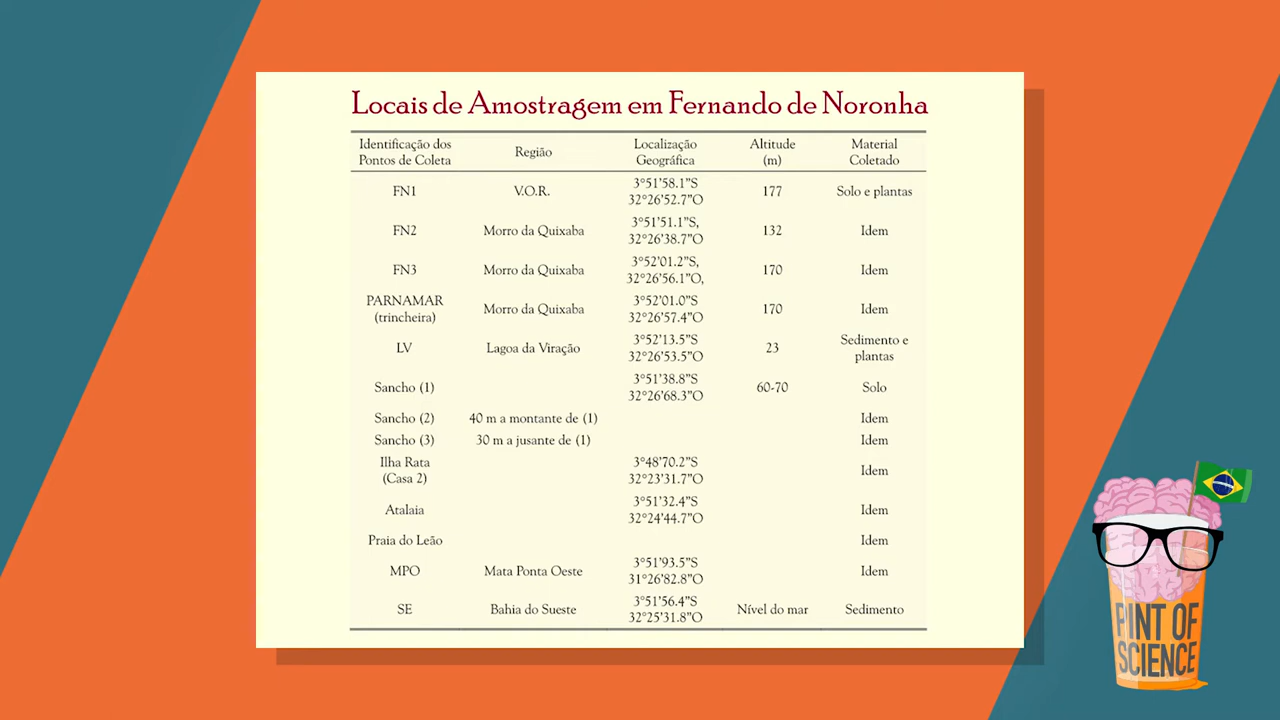 Locais de Amostragem em Fernando de Noronha
Identificação dos Pontos de Coleta Região Localização Geográfica Altitude (m) Material Coletado
FN1 V.O.R. 3°51'58.1"S 32°26'52.7"O 177 Solo e plantas
FN2 Morro da Quixaba 3°51'51.1"S, 32°26'38.7"O 132 Idem
FN3 Morro da Quixaba 3°52'01.2"S, 32°26'56.1"O, 170 Idem
PARNAMAR (trincheira) Morro da Quixaba 3°52'01.0"S 32°26'57.4"O 170 Idem
LV Lagoa da Viração 3°52'13.5"S 32°26'53.5"O 23 Sedimento e plantas
Sancho (1) 3°51'38.8"S 32°26'68.3"O 60-70 Solo
Sancho (2) 40 m a montante de (1) Idem
Sancho (3) 30 m a jusante de (1) Idem
Ilha Rata (Casa 2) 3°48'70.2"S 32°23'31.7"O Idem
Atalaia 3°51'32.4"S 32°24'44.7"O Idem
Praia do Leão Idem
MPO Mata Ponta Oeste 3°51'93.5"S 31°26'82.8"O Idem
SE Bahia do Sueste 3°51'56.4"S 32°25'31.8"O Nível do mar Sedimento
PINT OF
SCIENCE